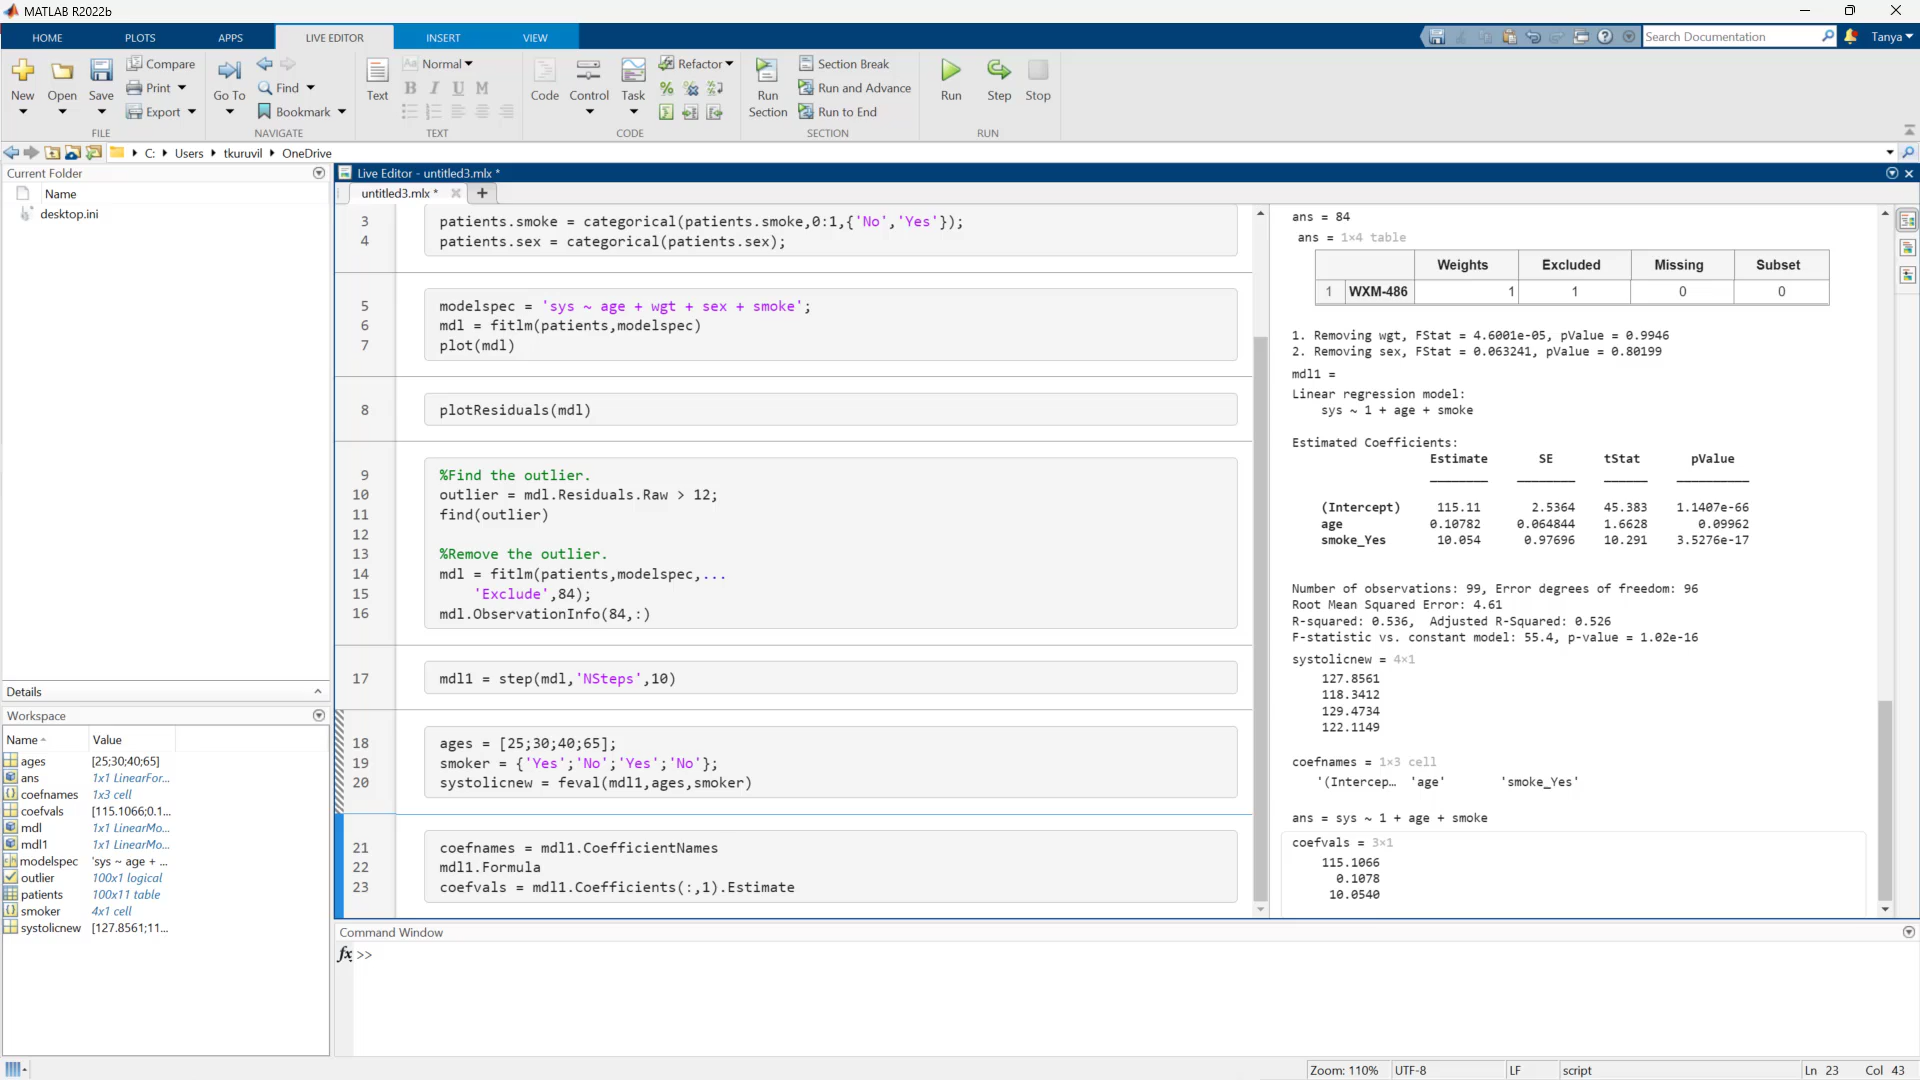 MATLAB R2022b
HOME PLOTS APPS LIVE EDITOR INSERT VIEW
Search Documentation
Tanya
New Open Save Compare Print Export
Go To Find Bookmark
Text Normal B I U M
Code Control Task Refactor
Run Section Section Break Run and Advance Run to End
Run Step Stop
FILE NAVIGATE TEXT CODE SECTION RUN
C: Users tkuruvil OneDrive
Current Folder
Name
desktop.ini
Details
Workspace
Name Value
ages [25;30;40;65]
ans 1x1 LinearFor...
coefnames 1x3 cell
coefvals [115.1066;0.1...
mdl 1x1 LinearMo...
mdl1 1x1 LinearMo...
modelspec 'sys ~ age + ...
outlier 100x1 logical
patients 100x11 table
smoker 4x1 cell
systolicnew [127.8561;11...
Live Editor - untitled3.mlx *
untitled3.mlx *
3 patients.smoke = categorical(patients.smoke,0:1,{'No','Yes'});
4 patients.sex = categorical(patients.sex);
5 modelspec = 'sys ~ age + wgt + sex + smoke';
6 mdl = fitlm(patients,modelspec)
7 plot(mdl)
8 plotResiduals(mdl)
9 %Find the outlier.
10 outlier = mdl.Residuals.Raw > 12;
11 find(outlier)
12
13 %Remove the outlier.
14 mdl = fitlm(patients,modelspec,...
15 'Exclude',84);
16 mdl.ObservationInfo(84,:)
17 mdl1 = step(mdl,'NSteps',10)
18 ages = [25;30;40;65];
19 smoker = {'Yes';'No';'Yes';'No'};
20 systolicnew = feval(mdl1,ages,smoker)
21 coefnames = mdl1.CoefficientNames
22 mdl1.Formula
23 coefvals = mdl1.Coefficients(:,1).Estimate
ans = 84
ans = 1×4 table
Weights Excluded Missing Subset
1 WXM-486 1 1 0 0
1. Removing wgt, FStat = 4.6001e-05, pValue = 0.9946
2. Removing sex, FStat = 0.063241, pValue = 0.80199
mdl1 =
Linear regression model:
sys ~ 1 + age + smoke
Estimated Coefficients:
Estimate SE tStat pValue
(Intercept) 115.11 2.5364 45.383 1.1407e-66
age 0.10782 0.064844 1.6628 0.09962
smoke_Yes 10.054 0.97696 10.291 3.5276e-17
Number of observations: 99, Error degrees of freedom: 96
Root Mean Squared Error: 4.61
R-squared: 0.536, Adjusted R-Squared: 0.526
F-statistic vs. constant model: 55.4, p-value = 1.02e-16
systolicnew = 4×1
127.8561
118.3412
129.4734
122.1149
coefnames = 1×3 cell
'(Intercep… 'age' 'smoke_Yes'
ans = sys ~ 1 + age + smoke
coefvals = 3×1
115.1066
0.1078
10.0540
Command Window
fx >>
Zoom: 110% UTF-8 LF script Ln 23 Col 43